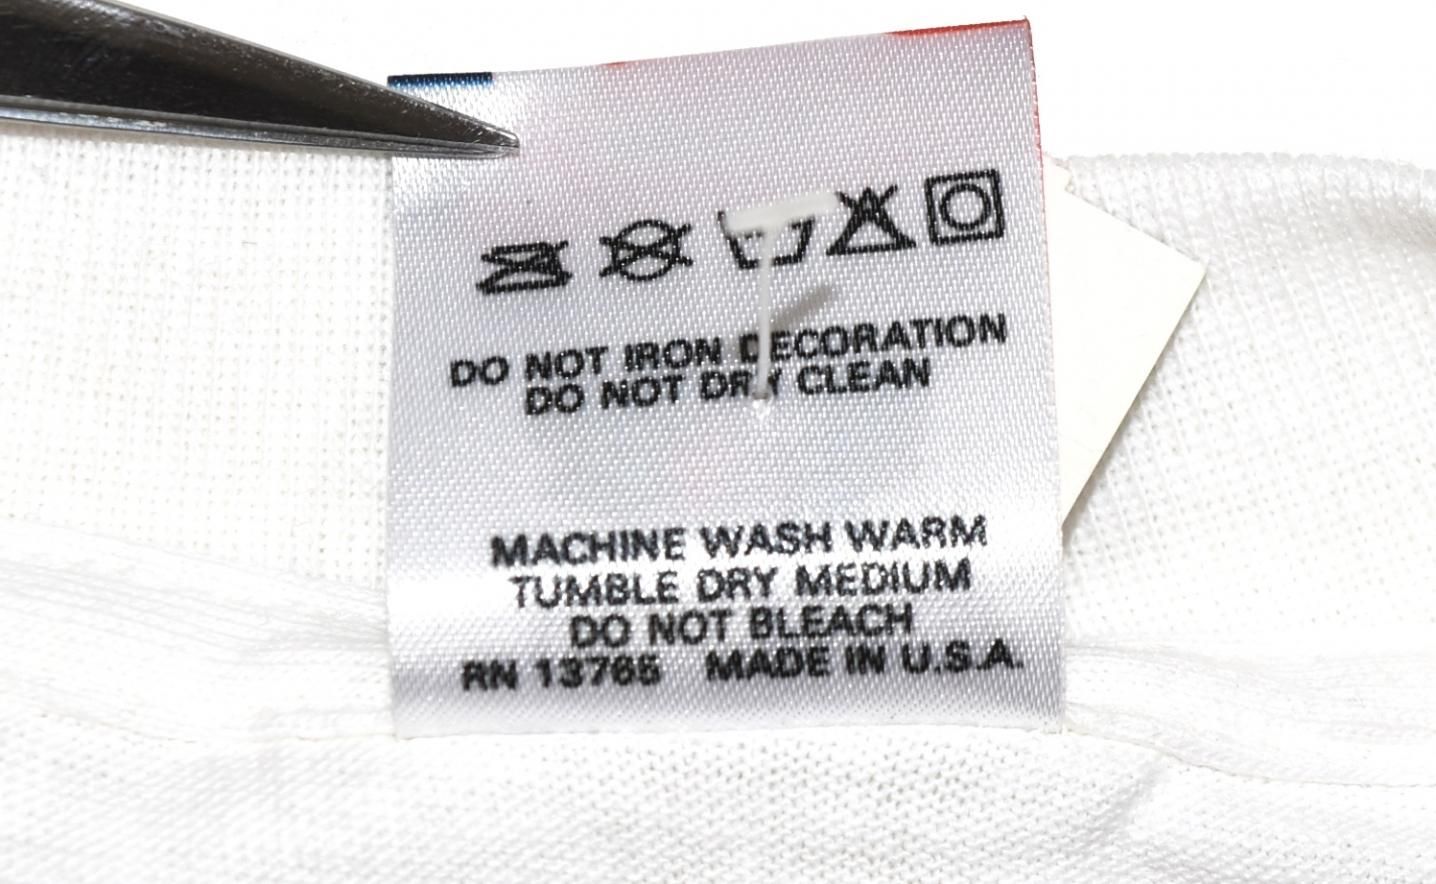 DO NOT IRON DECORATION
DO NOT DRY CLEAN
MACHINE WASH WARM
TUMBLE DRY MEDIUM
DO NOT BLEACH
RN 13765 MADE IN U.S.A.